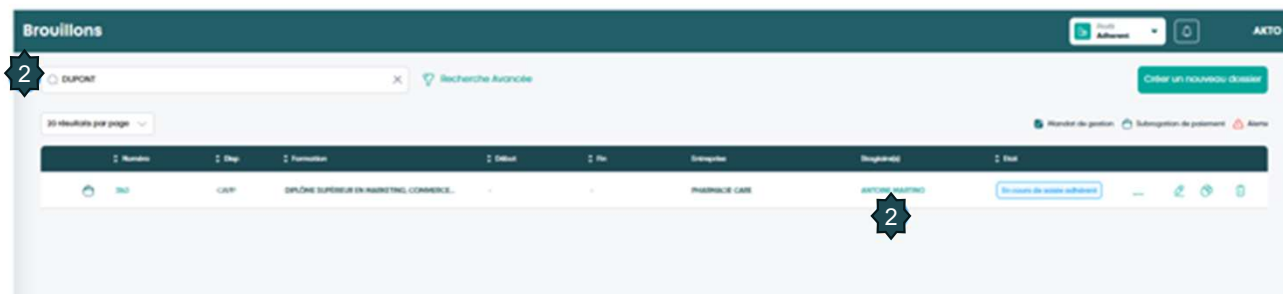 Brouillons
Profil
Adhérent
AKTO
2
DUPONT
Recherche Avancée
Créer un nouveau dossier
20 résultats par page
Mandat de gestion
Subrogation de paiement
Alerte
Numéro
Disp
Formation
Début
Fin
Entreprise
Stagiaire(s)
Etat
DIPLÔME SUPÉRIEUR EN MARKETING, COMMERCE...
-
-
PHARMACIE CARE
ANTOINE MARTINO
En cours de saisie adhérent
...
2